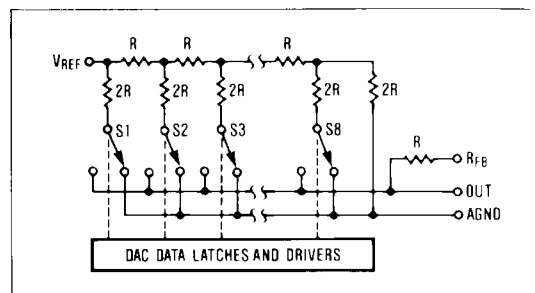 R R R
VREF
2R 2R 2R 2R 2R
S1 S2 S3 S8
R RFB
OUT
AGND
DAC DATA LATCHES AND DRIVERS